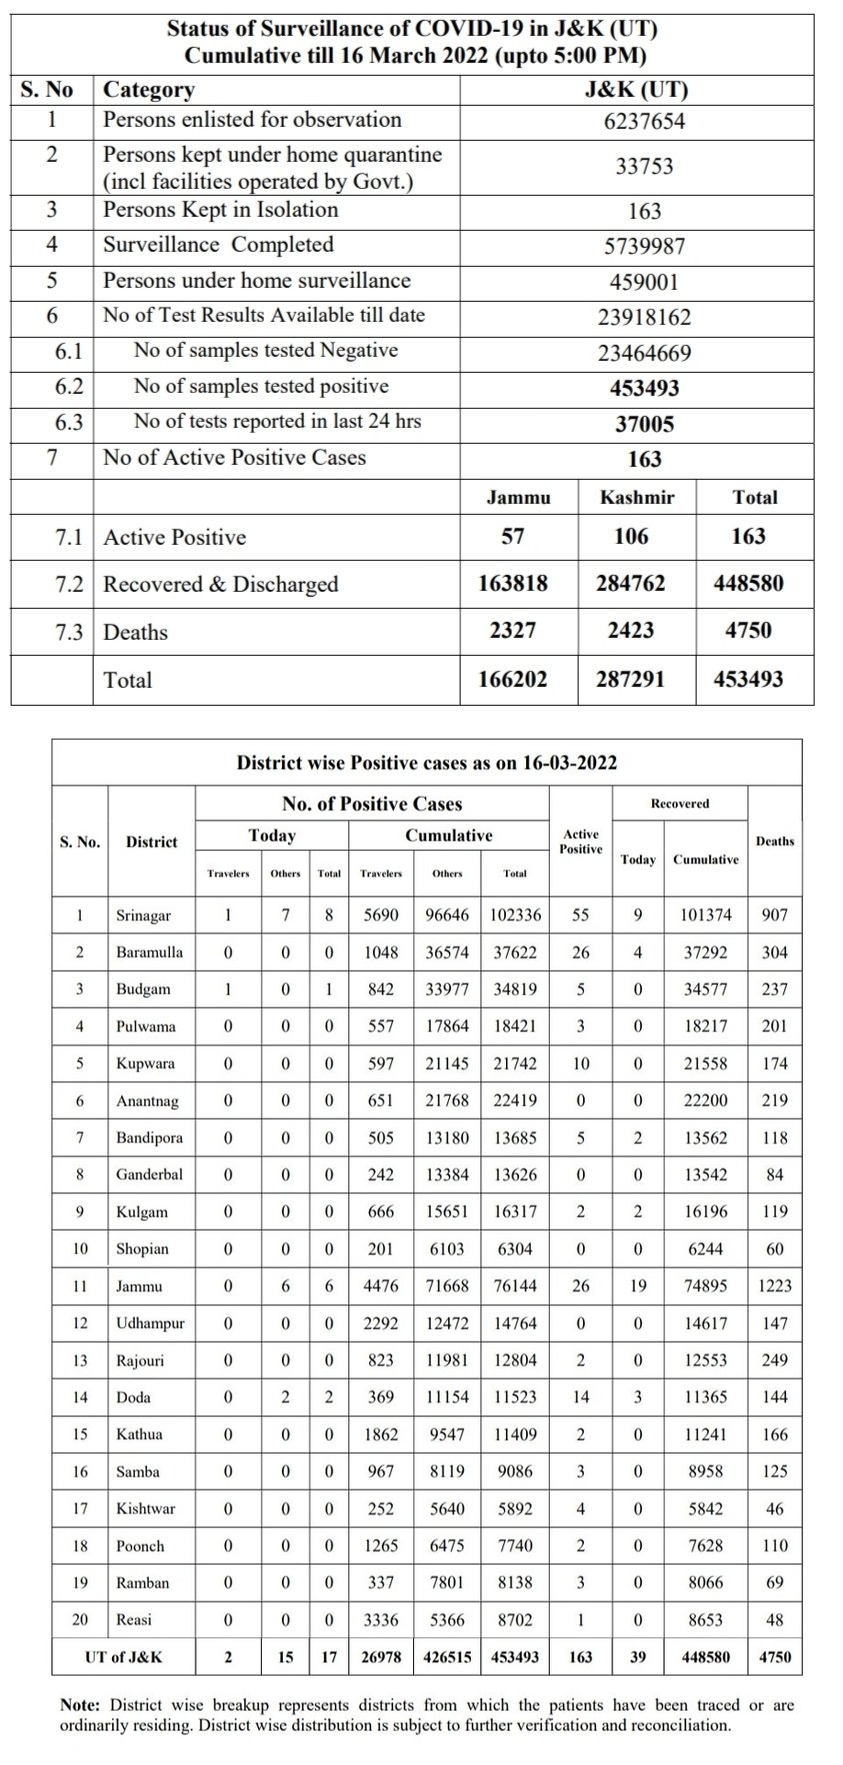 Status of Surveillance of COVID-19 in J&K (UT)
Cumulative till 16 March 2022 (upto 5:00 PM)
S. No Category J&K (UT)
1 Persons enlisted for observation 6237654
2 Persons kept under home quarantine (incl facilities operated by Govt.) 33753
3 Persons Kept in Isolation 163
4 Surveillance Completed 5739987
5 Persons under home surveillance 459001
6 No of Test Results Available till date 23918162
6.1 No of samples tested Negative 23464669
6.2 No of samples tested positive 453493
6.3 No of tests reported in last 24 hrs 37005
7 No of Active Positive Cases 163
Jammu Kashmir Total
7.1 Active Positive 57 106 163
7.2 Recovered & Discharged 163818 284762 448580
7.3 Deaths 2327 2423 4750
Total 166202 287291 453493
District wise Positive cases as on 16-03-2022
No. of Positive Cases Recovered
S. No. District Today Cumulative Active Positive Deaths
Today Cumulative
Travelers Others Total Travelers Others Total
1 Srinagar 1 7 8 5690 96646 102336 55 9 101374 907
2 Baramulla 0 0 0 1048 36574 37622 26 4 37292 304
3 Budgam 1 0 1 842 33977 34819 5 0 34577 237
4 Pulwama 0 0 0 557 17864 18421 3 0 18217 201
5 Kupwara 0 0 0 597 21145 21742 10 0 21558 174
6 Anantnag 0 0 0 651 21768 22419 0 0 22200 219
7 Bandipora 0 0 0 505 13180 13685 5 2 13562 118
8 Ganderbal 0 0 0 242 13384 13626 0 0 13542 84
9 Kulgam 0 0 0 666 15651 16317 2 2 16196 119
10 Shopian 0 0 0 201 6103 6304 0 0 6244 60
11 Jammu 0 6 6 4476 71668 76144 26 19 74895 1223
12 Udhampur 0 0 0 2292 12472 14764 0 0 14617 147
13 Rajouri 0 0 0 823 11981 12804 2 0 12553 249
14 Doda 0 2 2 369 11154 11523 14 3 11365 144
15 Kathua 0 0 0 1862 9547 11409 2 0 11241 166
16 Samba 0 0 0 967 8119 9086 3 0 8958 125
17 Kishtwar 0 0 0 252 5640 5892 4 0 5842 46
18 Poonch 0 0 0 1265 6475 7740 2 0 7628 110
19 Ramban 0 0 0 337 7801 8138 3 0 8066 69
20 Reasi 0 0 0 3336 5366 8702 1 0 8653 48
UT of J&K 2 15 17 26978 426515 453493 163 39 448580 4750
Note: District wise breakup represents districts from which the patients have been traced or are
ordinarily residing. District wise distribution is subject to further verification and reconciliation.